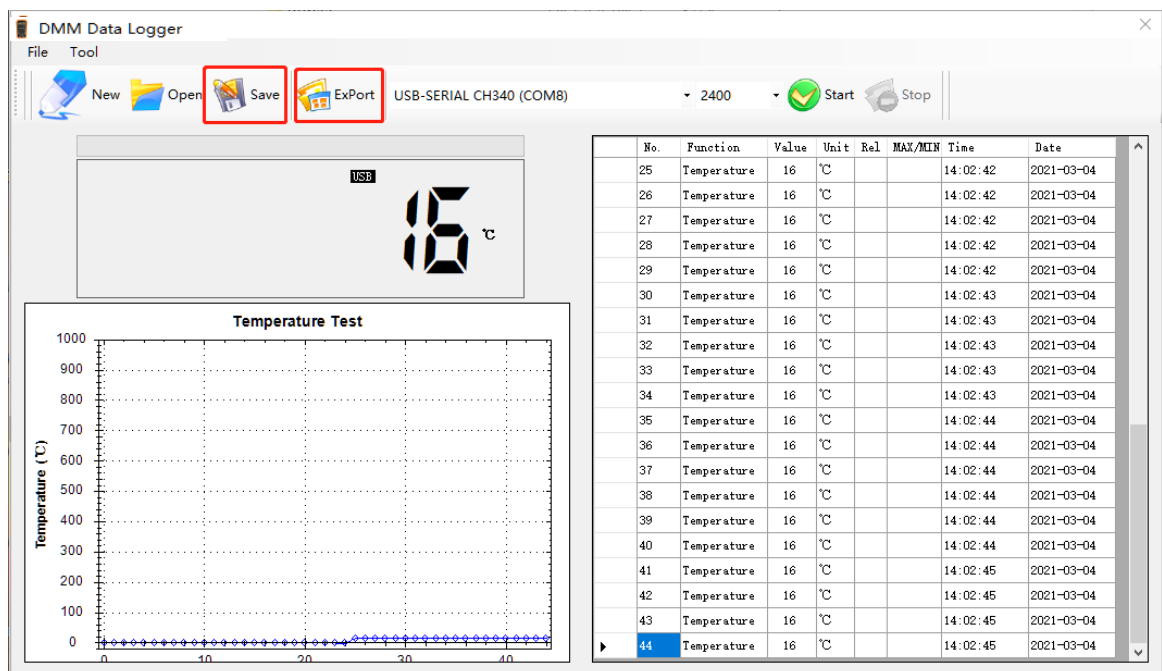 DMM Data Logger
File Tool
New Open Save ExPort USB-SERIAL CH340 (COM8) 2400 Start Stop
USB
16 ℃
Temperature Test
Temperature (℃)
1000
900
800
700
600
500
400
300
200
100
0
0 10 20 30 40
No. Function Value Unit Rel MAX/MIN Time Date
25 Temperature 16 ℃ 14:02:42 2021-03-04
26 Temperature 16 ℃ 14:02:42 2021-03-04
27 Temperature 16 ℃ 14:02:42 2021-03-04
28 Temperature 16 ℃ 14:02:42 2021-03-04
29 Temperature 16 ℃ 14:02:42 2021-03-04
30 Temperature 16 ℃ 14:02:43 2021-03-04
31 Temperature 16 ℃ 14:02:43 2021-03-04
32 Temperature 16 ℃ 14:02:43 2021-03-04
33 Temperature 16 ℃ 14:02:43 2021-03-04
34 Temperature 16 ℃ 14:02:43 2021-03-04
35 Temperature 16 ℃ 14:02:44 2021-03-04
36 Temperature 16 ℃ 14:02:44 2021-03-04
37 Temperature 16 ℃ 14:02:44 2021-03-04
38 Temperature 16 ℃ 14:02:44 2021-03-04
39 Temperature 16 ℃ 14:02:44 2021-03-04
40 Temperature 16 ℃ 14:02:44 2021-03-04
41 Temperature 16 ℃ 14:02:45 2021-03-04
42 Temperature 16 ℃ 14:02:45 2021-03-04
43 Temperature 16 ℃ 14:02:45 2021-03-04
44 Temperature 16 ℃ 14:02:45 2021-03-04